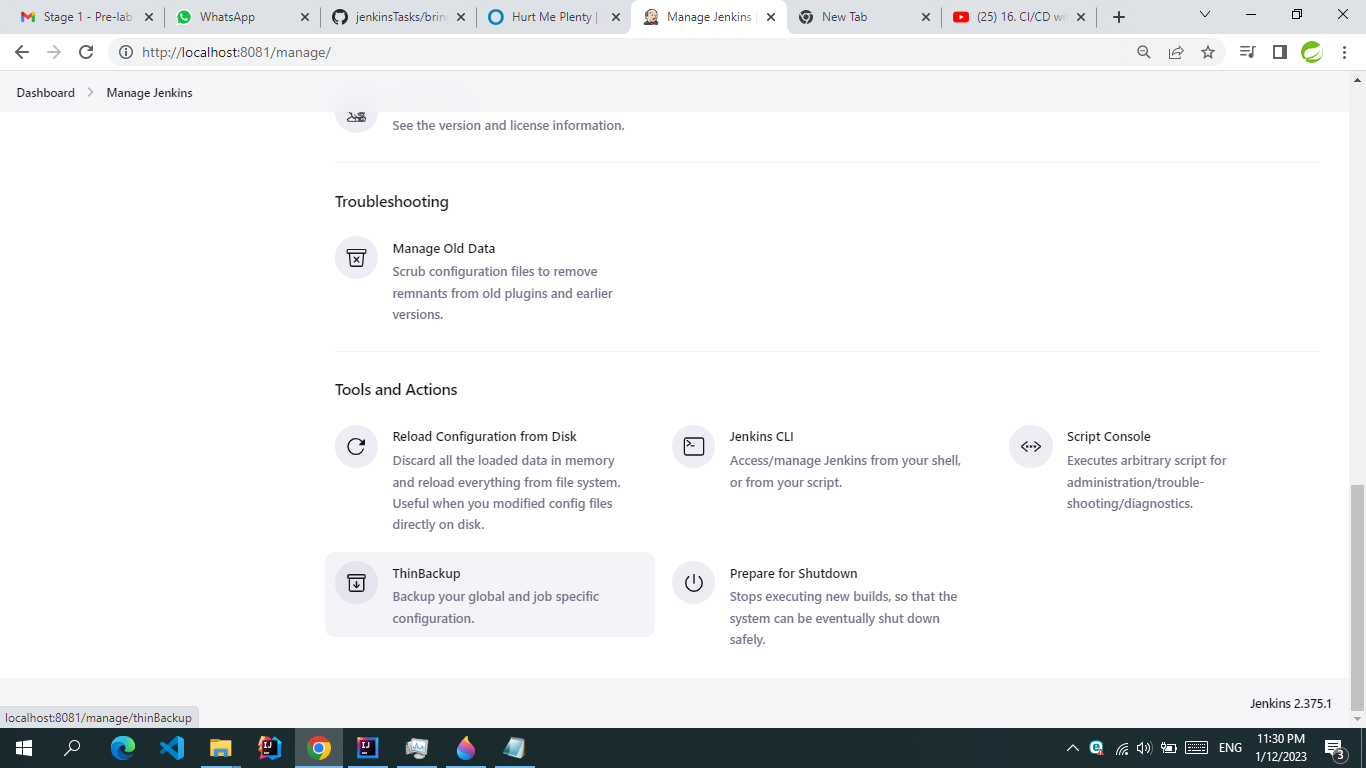 Stage 1 - Pre-lab
WhatsApp
jenkinsTasks/brin
Hurt Me Plenty |
Manage Jenkins
New Tab
(25) 16. CI/CD wi
http://localhost:8081/manage/
Dashboard
Manage Jenkins
See the version and license information.
Troubleshooting
Manage Old Data
Scrub configuration files to remove
remnants from old plugins and earlier
versions.
Tools and Actions
Reload Configuration from Disk
Discard all the loaded data in memory
and reload everything from file system.
Useful when you modified config files
directly on disk.
Jenkins CLI
Access/manage Jenkins from your shell,
or from your script.
Script Console
Executes arbitrary script for
administration/trouble-
shooting/diagnostics.
ThinBackup
Backup your global and job specific
configuration.
Prepare for Shutdown
Stops executing new builds, so that the
system can be eventually shut down
safely.
Jenkins 2.375.1
localhost:8081/manage/thinBackup
ENG
11:30 PM
1/12/2023
3